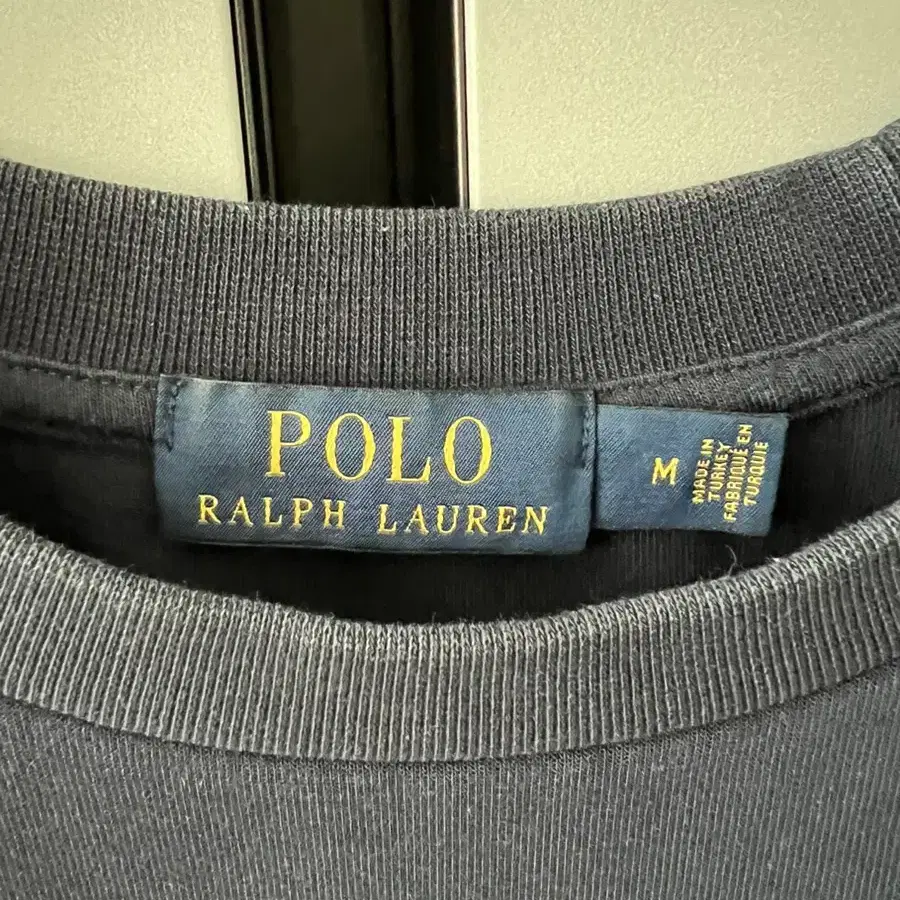 POLO
RALPH LAUREN
M
MADE IN
TURKEY
FABRIQUÉ EN
TURQUIE